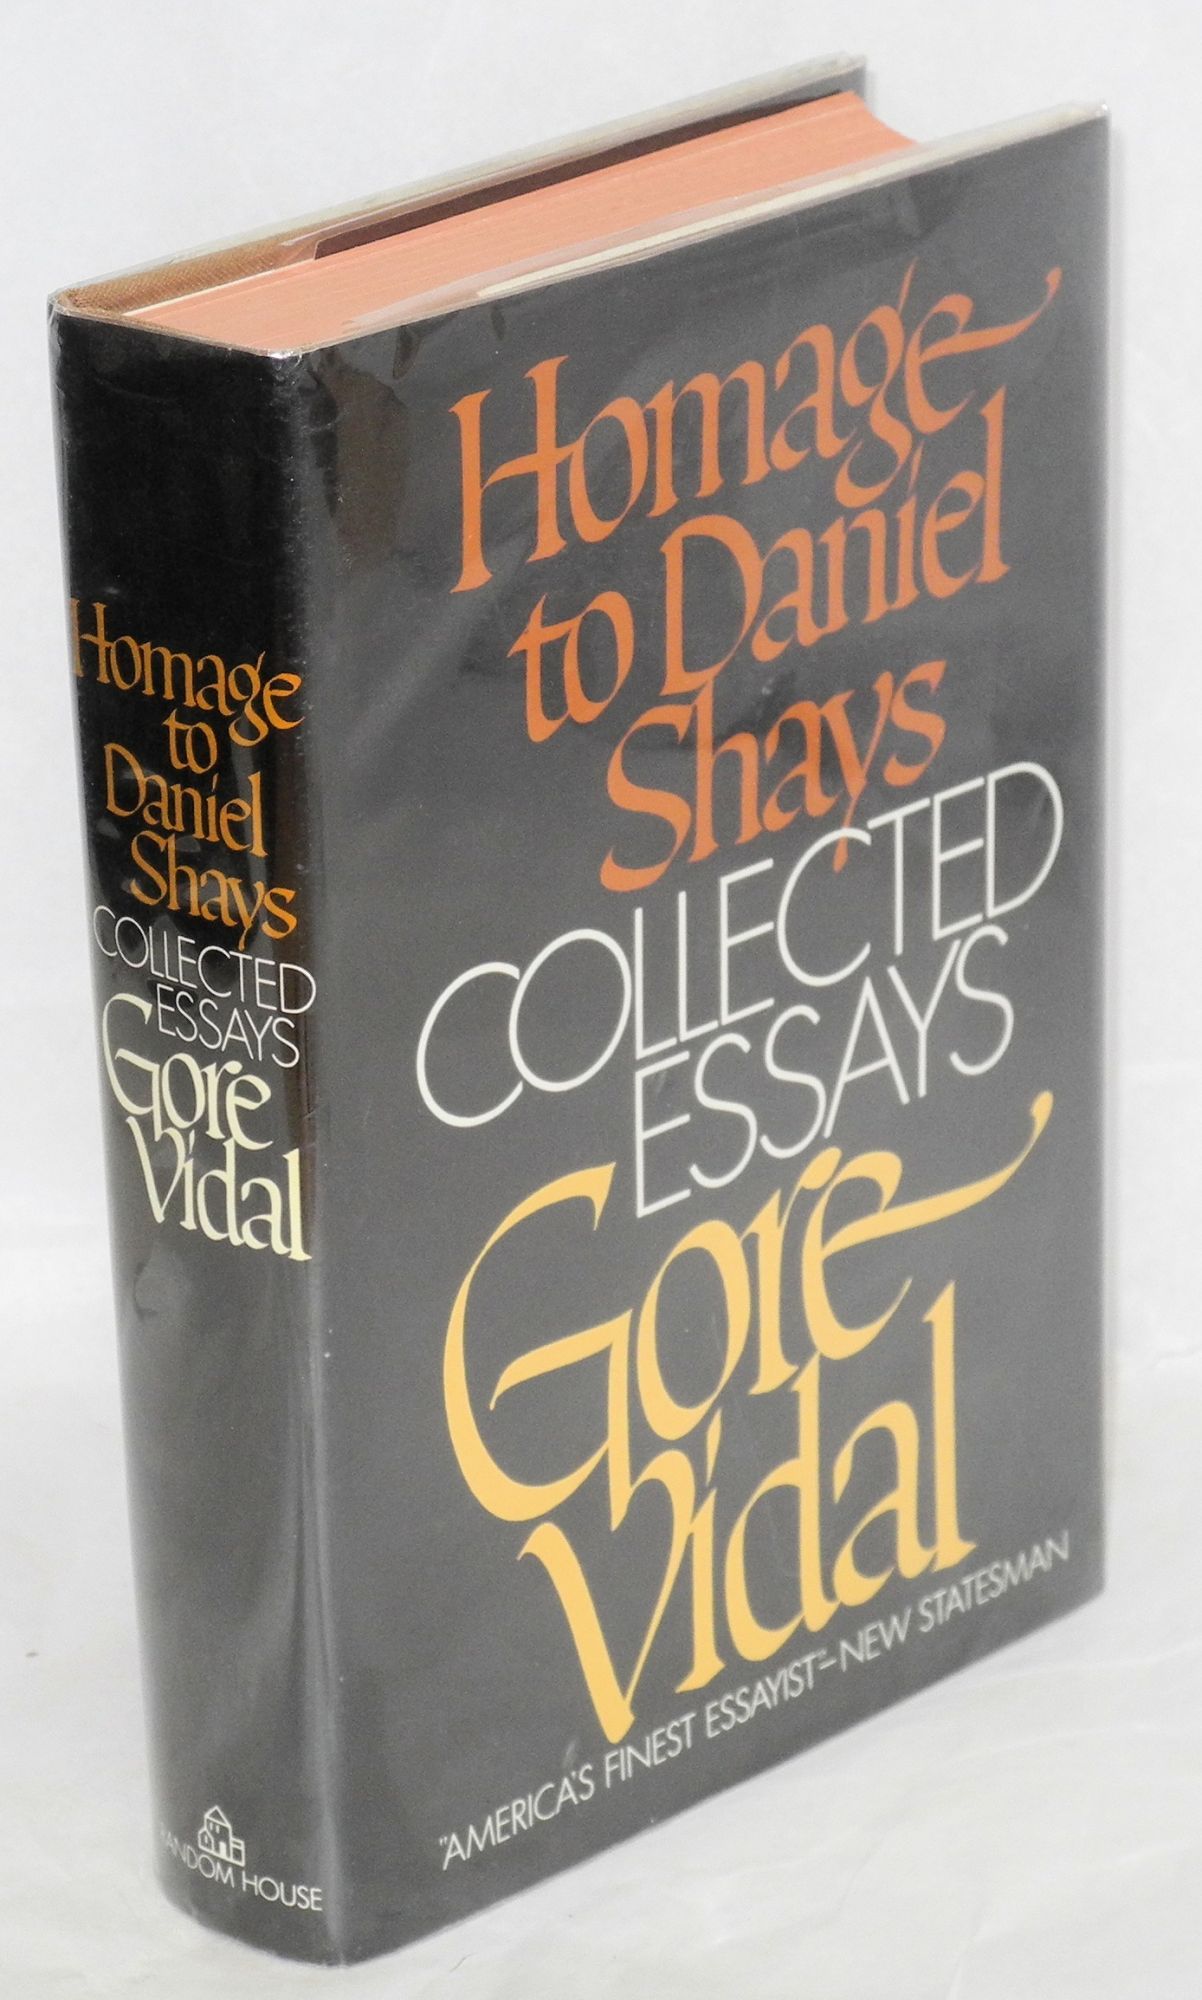 Homage
to Daniel
Shays
COLLECTED
ESSAYS
Gore
Vidal
"AMERICA'S FINEST ESSAYIST"–NEW STATESMAN
Homage
to
Daniel
Shays
COLLECTED
ESSAYS
Gore
Vidal
RANDOM HOUSE